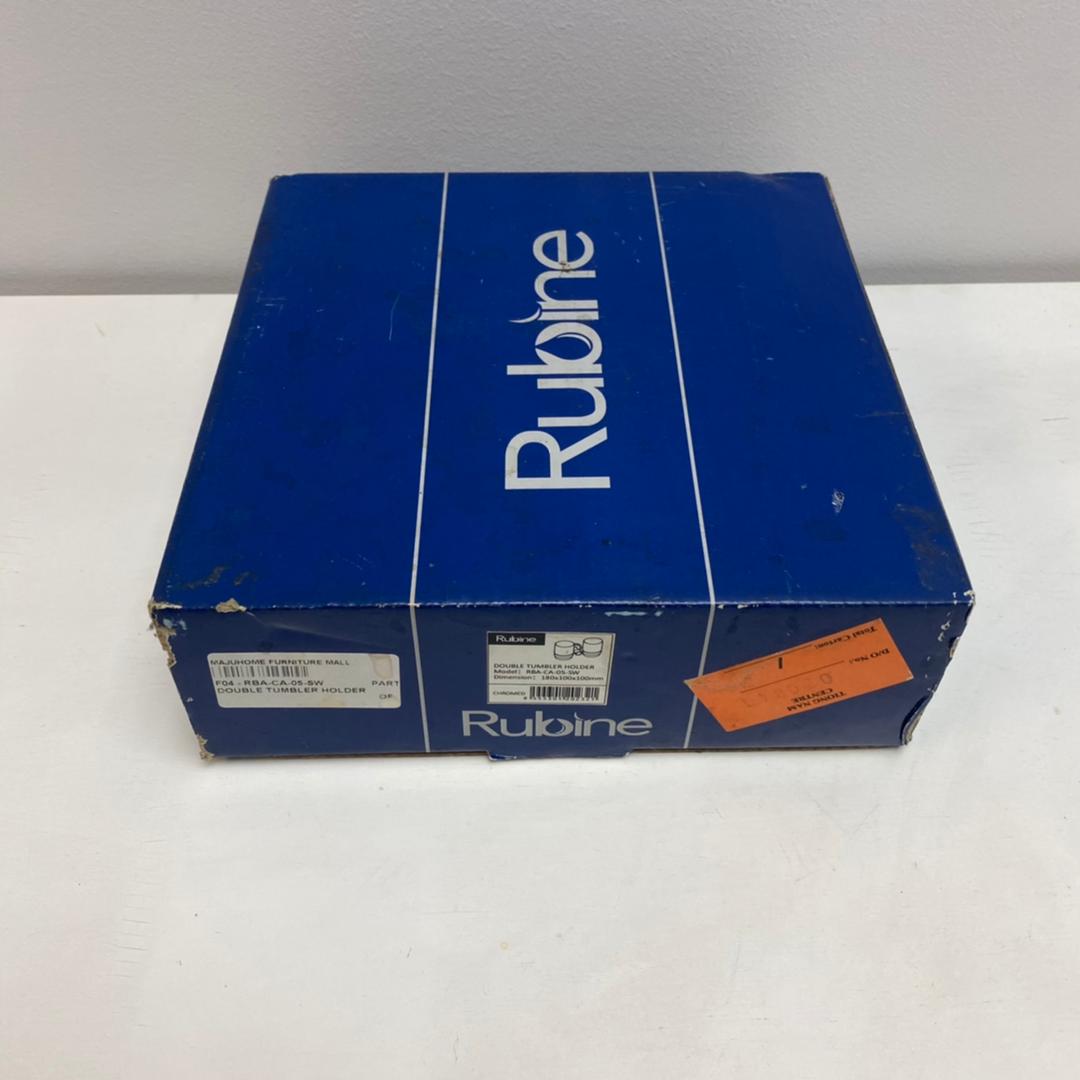 Rubine
MAJUHOME FURNITURE MALL
F04 - RBA-CA-05-SW PART
DOUBLE TUMBLER HOLDER OF
Rubine
DOUBLE TUMBLER HOLDER
Model: RBA-CA-05-SW
Dimension: 180x100x100mm
CHROMED
Rubine
TIONG NAM
CENTRE
D/O No.:
Total Carton: 1